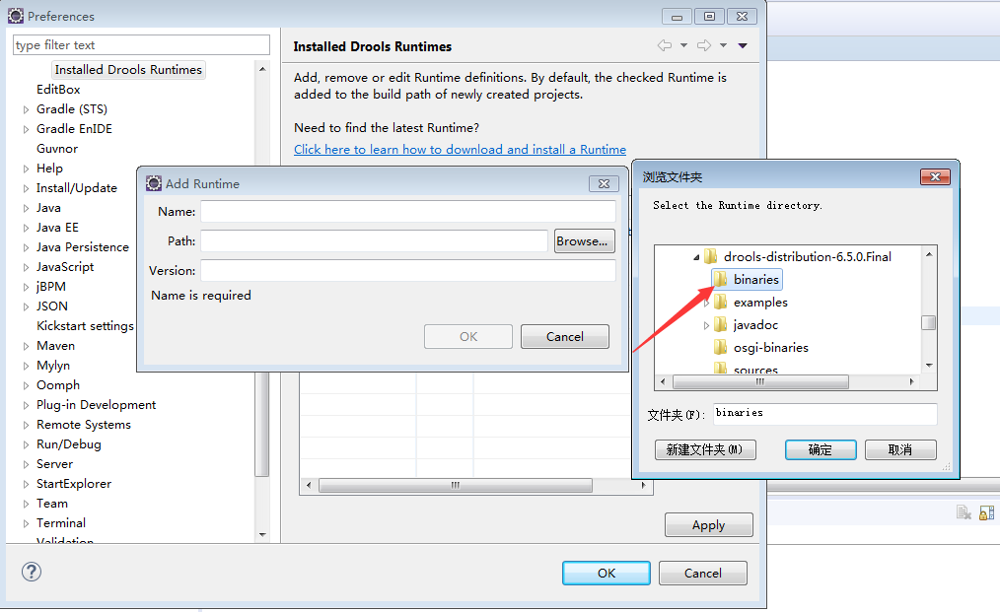 Preferences
type filter text
Installed Drools Runtimes
EditBox
Gradle (STS)
Gradle EnIDE
Guvnor
Help
Install/Update
Java
Java EE
Java Persistence
JavaScript
jBPM
JSON
Kickstart settings
Maven
Mylyn
Oomph
Plug-in Development
Remote Systems
Run/Debug
Server
StartExplorer
Team
Terminal
Validation
Installed Drools Runtimes
Add, remove or edit Runtime definitions. By default, the checked Runtime is
added to the build path of newly created projects.
Need to find the latest Runtime?
Click here to learn how to download and install a Runtime
Add Runtime
Name:
Path:
Browse...
Version:
Name is required
OK
Cancel
浏览文件夹
Select the Runtime directory.
drools-distribution-6.5.0.Final
binaries
examples
javadoc
osgi-binaries
sources
文件夹(F):
binaries
新建文件夹(M)
确定
取消
Apply
OK
Cancel